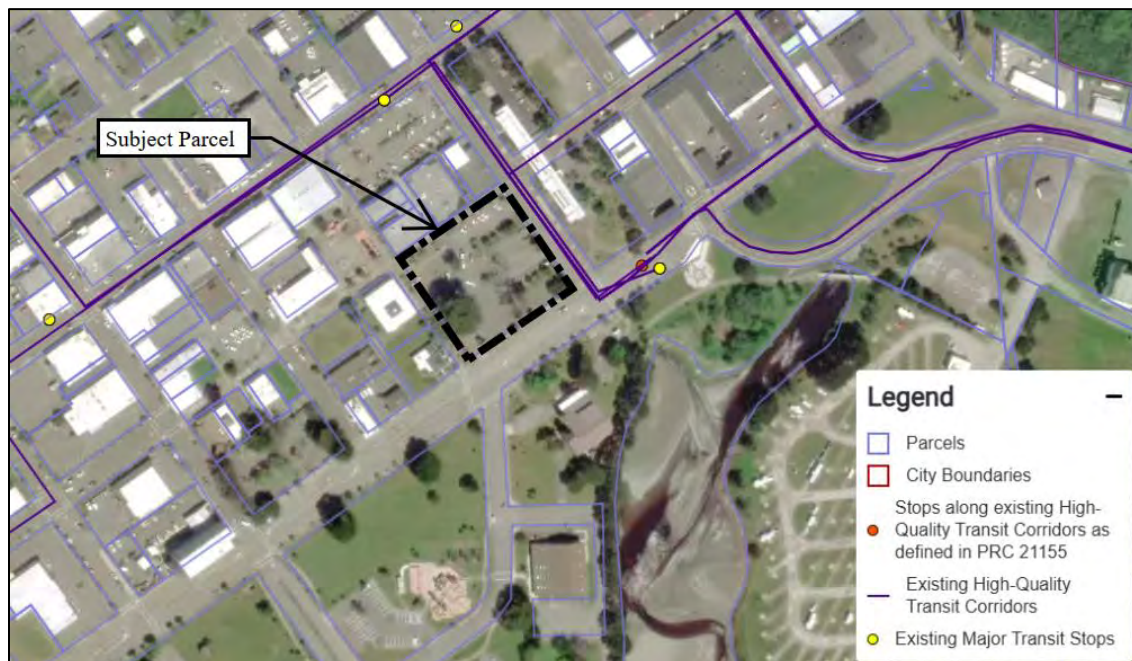 Subject Parcel
Legend
Parcels
City Boundaries
Stops along existing High-
Quality Transit Corridors as
defined in PRC 21155
Existing High-Quality
Transit Corridors
Existing Major Transit Stops